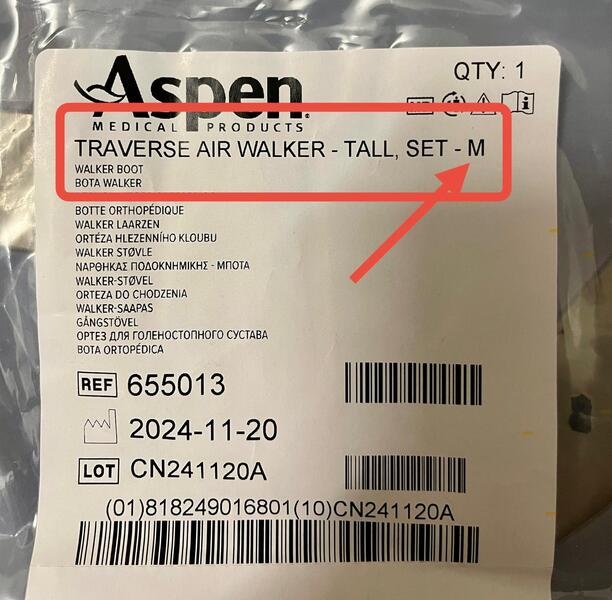 Aspen
MEDICAL PRODUCTS
QTY: 1
TRAVERSE AIR WALKER - TALL, SET - M
WALKER BOOT
BOTA WALKER
BOTTE ORTHOPÉDIQUE
WALKER LAARZEN
ORTÉZA HLEZENNÍHO KLOUBU
WALKER STØVLE
ΝΑΡΘΗΚΑΣ ΠΟΔΟΚΝΗΜΙΚΗΣ - ΜΠΟΤΑ
WALKER-STØVEL
ORTEZA DO CHODZENIA
WALKER-SAAPAS
GÅNGSTÖVEL
ОРТЕЗ ДЛЯ ГОЛЕНОСТОПНОГО СУСТАВА
BOTA ORTOPÉDICA
REF 655013
2024-11-20
LOT CN241120A
(01)818249016801(10)CN241120A